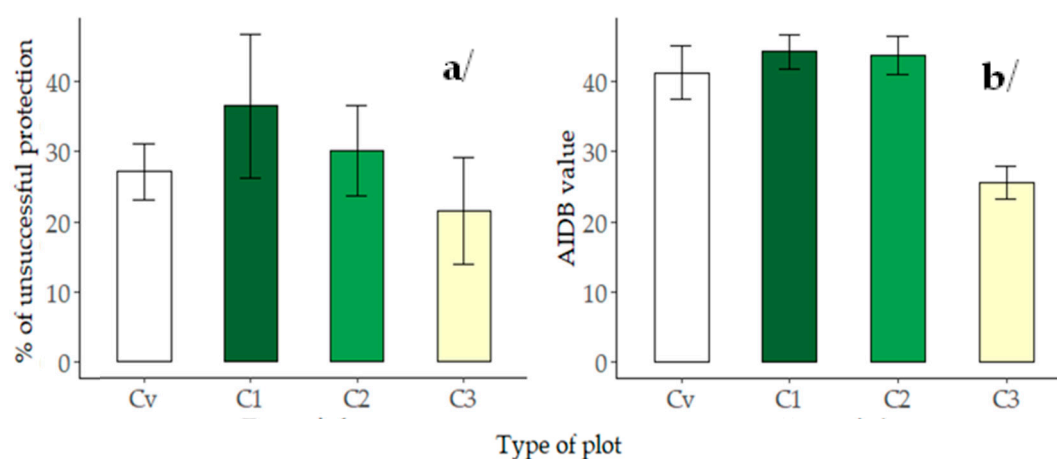 % of unsuccessful protection
40
30
20
10
0
a/
Cv C1 C2 C3
AIDB value
40
30
20
10
0
b/
Cv C1 C2 C3
Type of plot